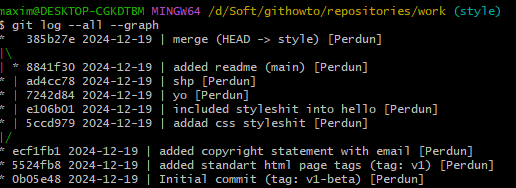 maxim@DESKTOP-CGKDTBM MINGW64 /d/Soft/githowto/repositories/work (style)
$ git log --all --graph
*   385b27e 2024-12-19 | merge (HEAD -> style) [Perdun]
|\
| * 8841f30 2024-12-19 | added readme (main) [Perdun]
* | ad4cc78 2024-12-19 | shp [Perdun]
* | 7242d84 2024-12-19 | yo [Perdun]
* | e106b01 2024-12-19 | included styleshit into hello [Perdun]
* | 5ccd979 2024-12-19 | addad css styleshit [Perdun]
|/
* ecf1fb1 2024-12-19 | added copyright statement with email [Perdun]
* 5524fb8 2024-12-19 | added standart html page tags (tag: v1) [Perdun]
* 0b05e48 2024-12-19 | Initial commit (tag: v1-beta) [Perdun]